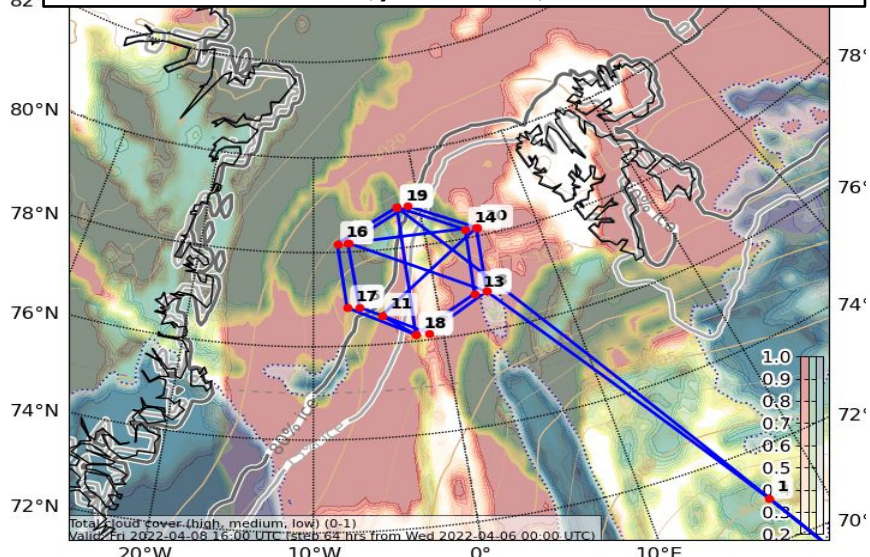 82
80°N
78°N
76°N
74°N
72°N
78°
76°
74°
72°
70°
19
16
14
13
17
11
18
1
1.0
0.9
0.8
0.7
0.6
0.5
0.4
0.3
0.2
80% ice
Total cloud cover (high, medium, low) (0-1)
Valid: Fri 2022-04-08 16:00 UTC (step 64 hrs from Wed 2022-04-06 00:00 UTC)
20°W
10°W
0°
10°E